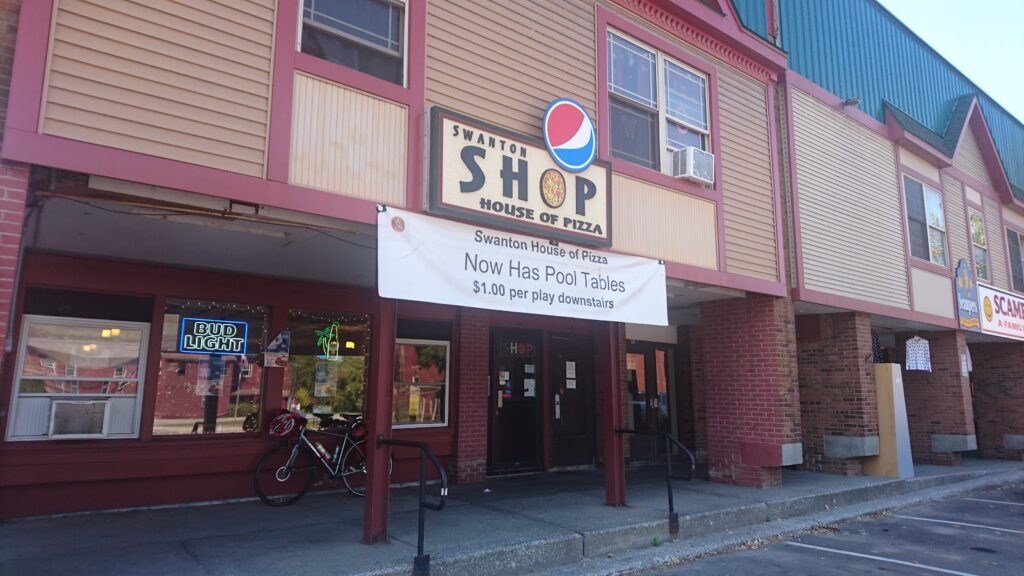 SWANTON
SHOP
HOUSE OF PIZZA
Swanton House of Pizza
Now Has Pool Tables
$1.00 per play downstairs
BUD
LIGHT
SHOP